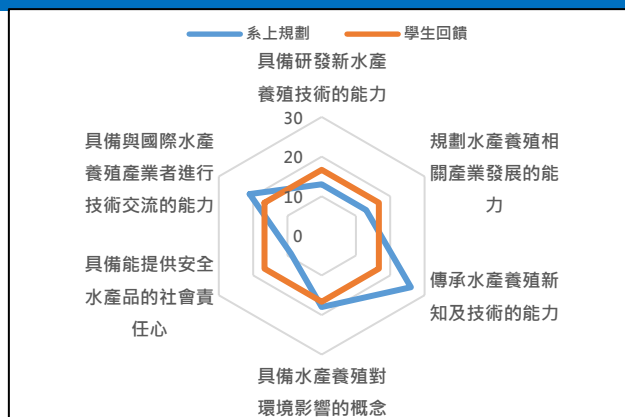 系上規劃 學生回饋
具備研發新水產
養殖技術的能力
30
20
10
0
規劃水產養殖相
關產業發展的能
力
傳承水產養殖新
知及技術的能力
具備水產養殖對
環境影響的概念
具備能提供安全
水產品的社會責
任心
具備與國際水產
養殖產業者進行
技術交流的能力